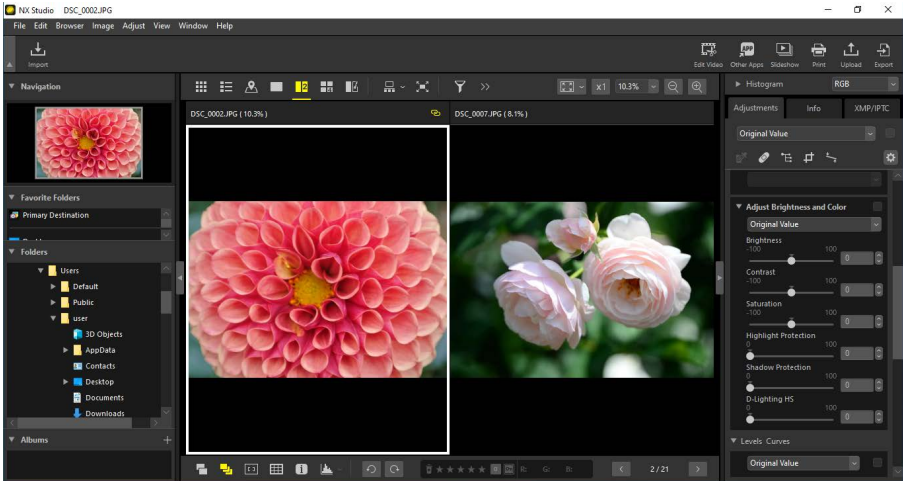 NX Studio DSC_0002.JPG
File Edit Browser Image Adjust View Window Help
Import
Edit Video Other Apps Slideshow Print Upload Export
Navigation
Favorite Folders
Primary Destination
Folders
Users
Default
Public
user
3D Objects
AppData
Contacts
Desktop
Documents
Downloads
Albums
2 x1 10.3%
DSC_0002.JPG ( 10.3% )
DSC_0007.JPG ( 8.1% )
R: G: B: 2 / 21
Histogram RGB
Adjustments Info XMP/IPTC
Original Value
Adjust Brightness and Color
Original Value
Brightness
-100 100
0
Contrast
-100 100
0
Saturation
-100 100
0
Highlight Protection
0 100
0
Shadow Protection
0 100
0
D-Lighting HS
0 100
0
Levels Curves
Original Value